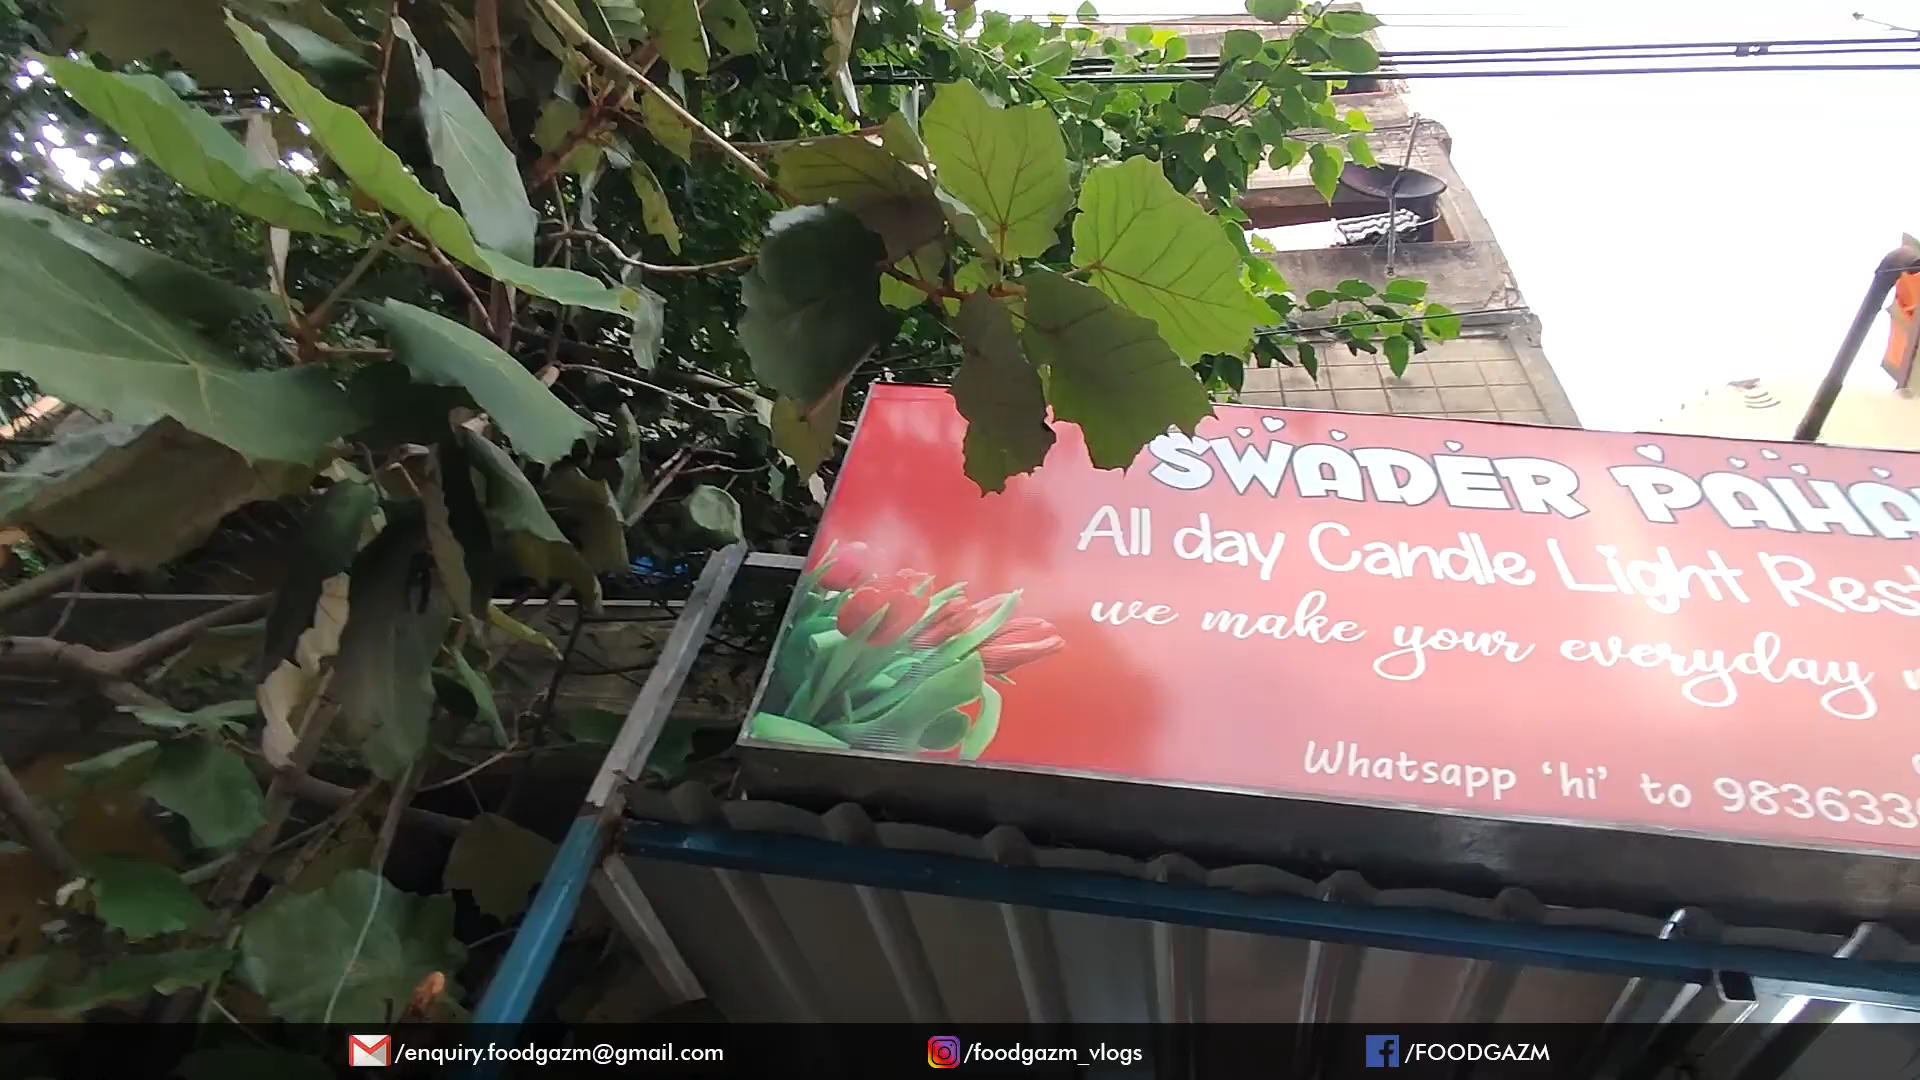 SWADER PAHA
All day Candle Light Rest
we make your everyday
Whatsapp 'hi' to 983633
/enquiry.foodgazm@gmail.com
/foodgazm_vlogs
/FOODGAZM